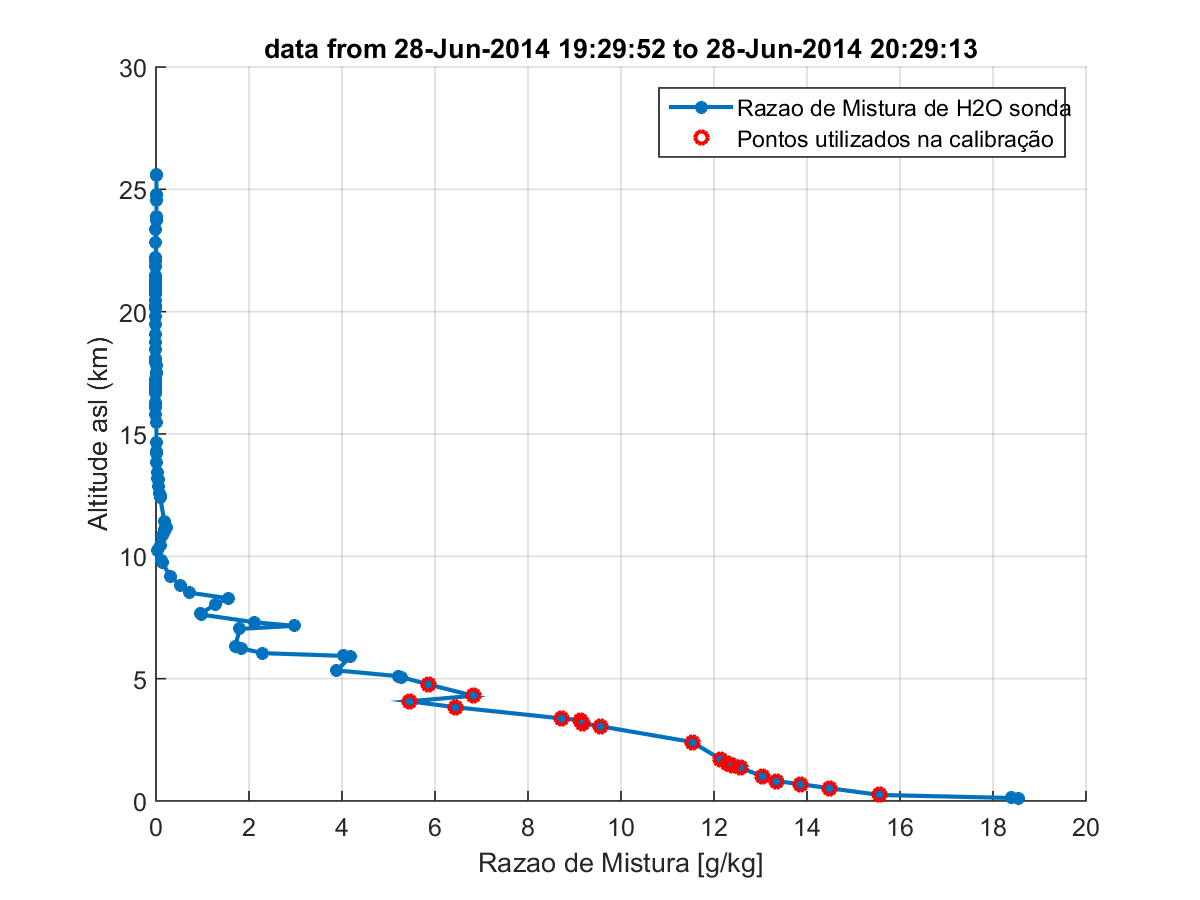 data from 28-Jun-2014 19:29:52 to 28-Jun-2014 20:29:13
Razao de Mistura de H2O sonda
Pontos utilizados na calibração
30
25
20
15
10
5
0
Altitude asl (km)
0 2 4 6 8 10 12 14 16 18 20
Razao de Mistura [g/kg]